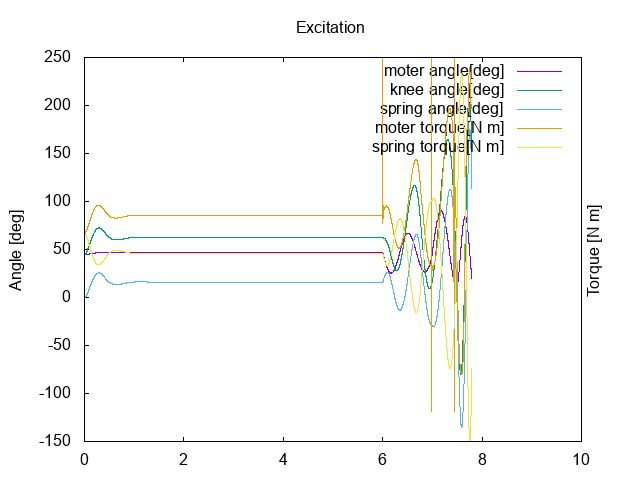 Excitation
250
200
150
100
50
0
-50
-100
-150
Angle [deg]
moter angle[deg]
knee angle[deg]
spring angle[deg]
moter torque[N m]
spring torque[N m]
Torque [N m]
0 2 4 6 8 10